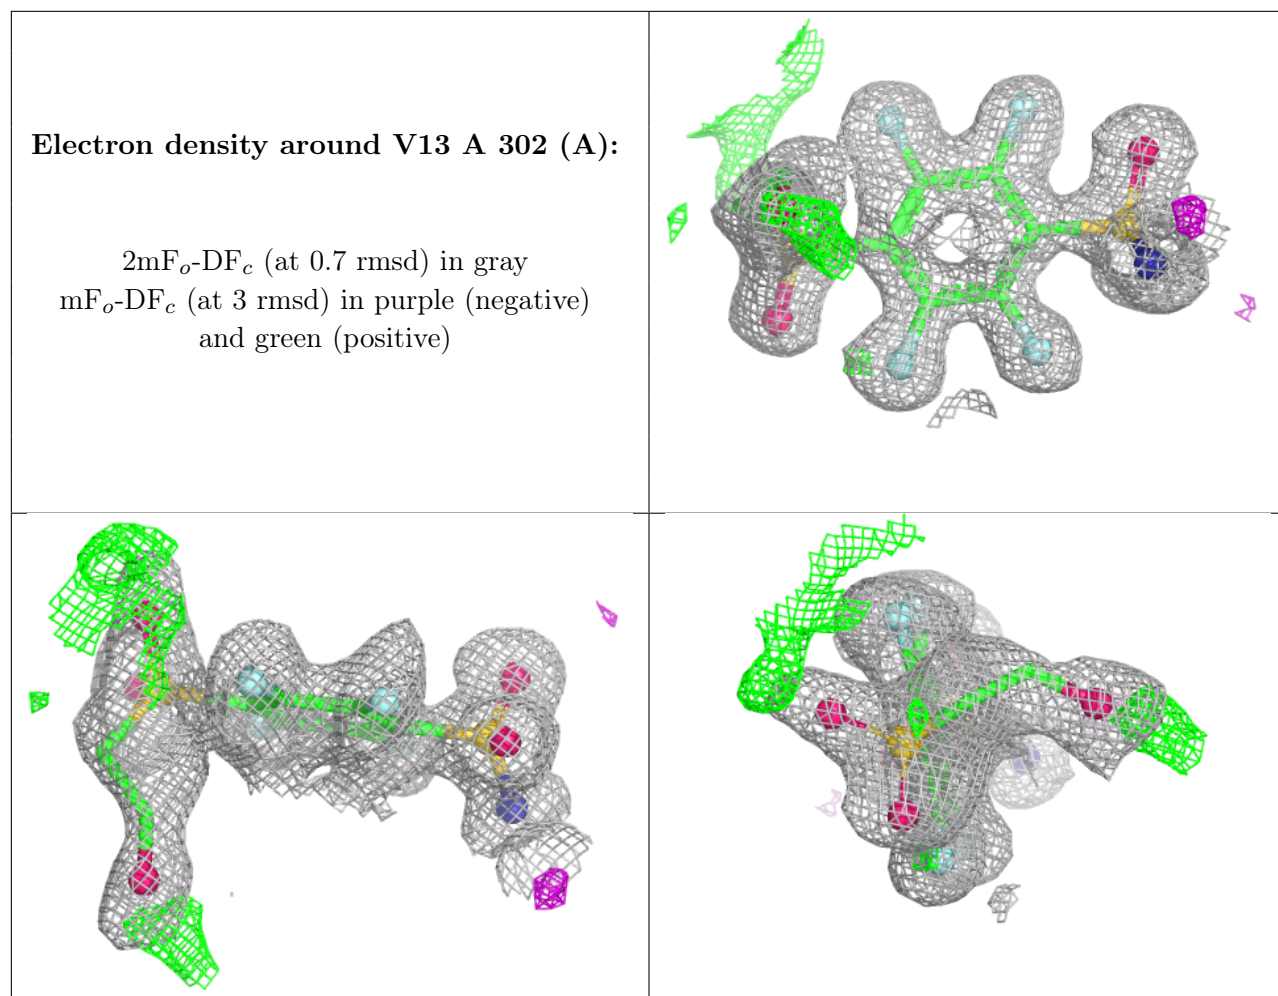 Electron density around V13 A 302 (A):
2mFo-DFc (at 0.7 rmsd) in gray
mFo-DFc (at 3 rmsd) in purple (negative)
and green (positive)